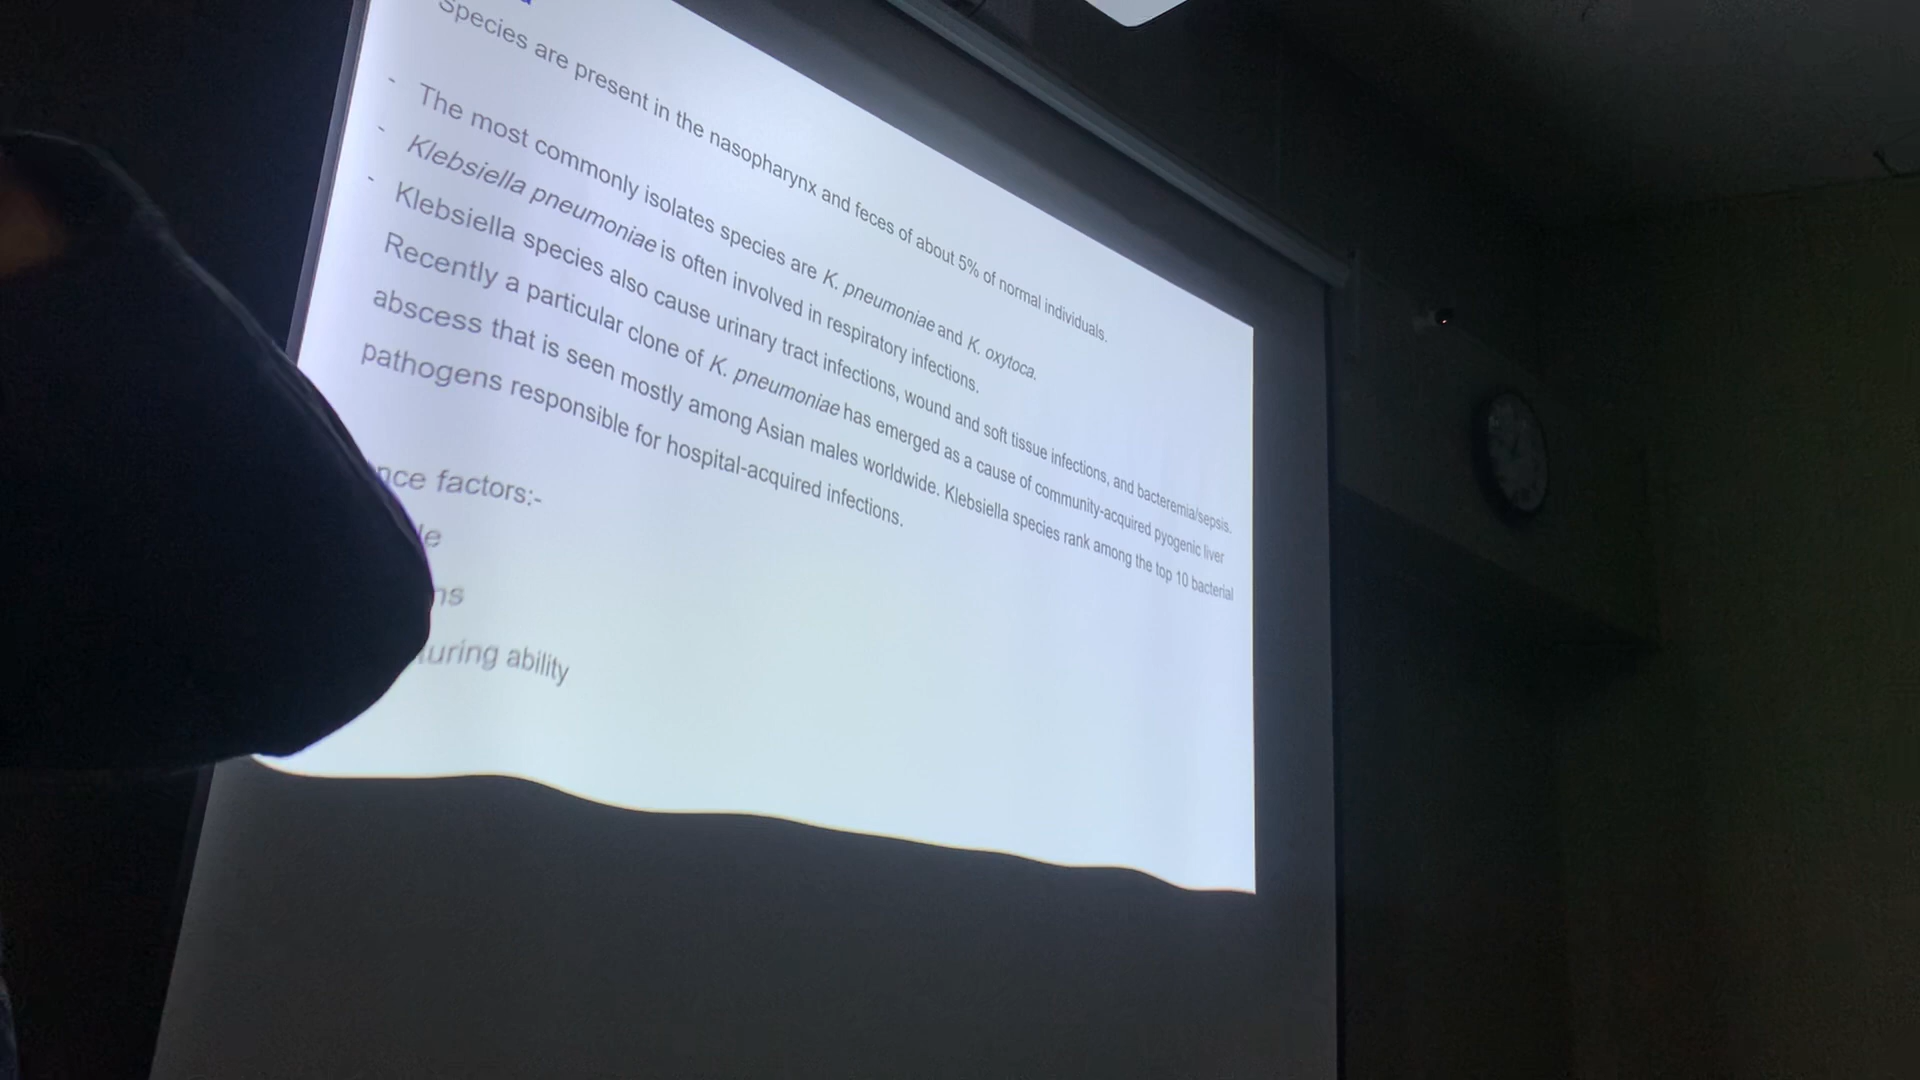 Species are present in the nasopharynx and feces of about 5% of normal individuals.
- The most commonly isolates species are K. pneumoniae and K. oxytoca.
- Klebsiella pneumoniae is often involved in respiratory infections.
- Klebsiella species also cause urinary tract infections, wound and soft tissue infections, and bacteremia/sepsis.
Recently a particular clone of K. pneumoniae has emerged as a cause of community-acquired pyogenic liver
abscess that is seen mostly among Asian males worldwide. Klebsiella species rank among the top 10 bacterial
pathogens responsible for hospital-acquired infections.
factors:-
ability